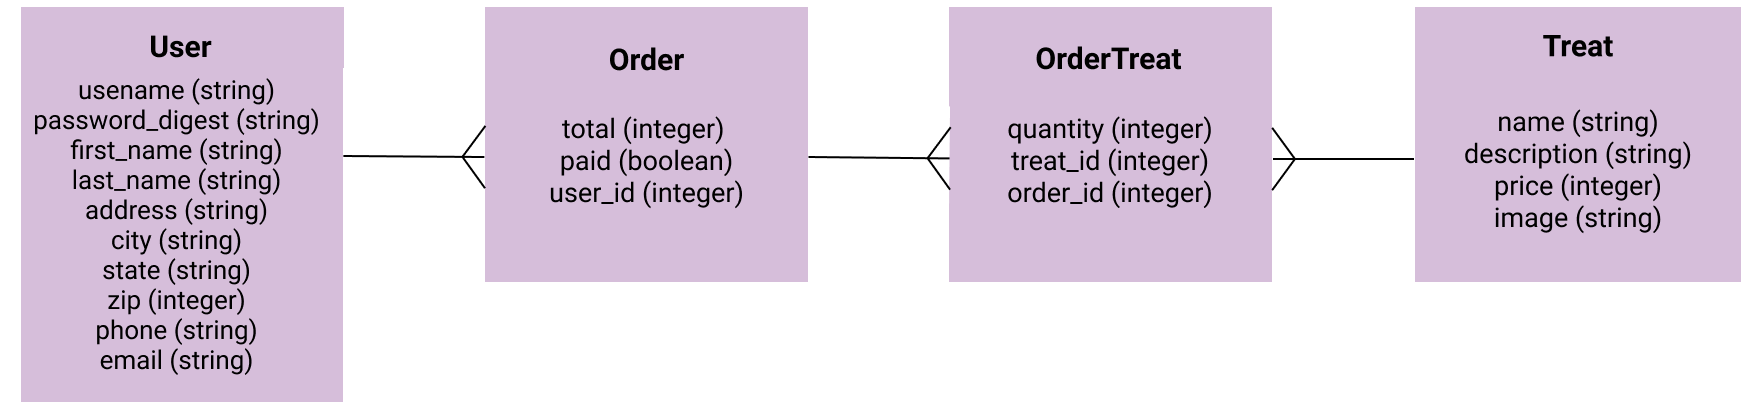 User
usename (string)
password_digest (string)
first_name (string)
last_name (string)
address (string)
city (string)
state (string)
zip (integer)
phone (string)
email (string)
Order
total (integer)
paid (boolean)
user_id (integer)
OrderTreat
quantity (integer)
treat_id (integer)
order_id (integer)
Treat
name (string)
description (string)
price (integer)
image (string)